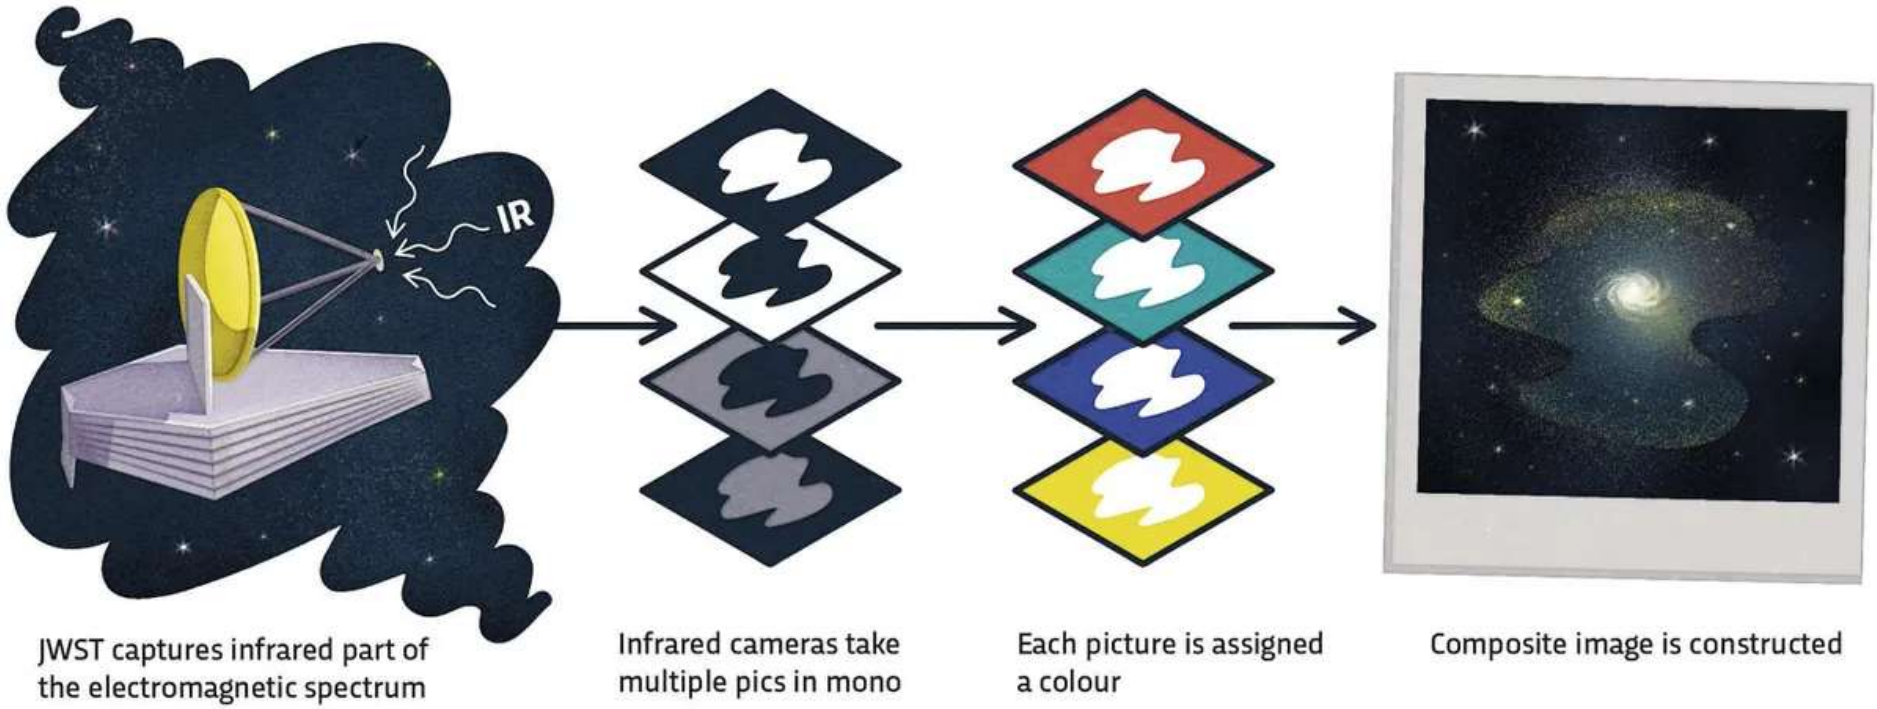 IR
JWST captures infrared part of
the electromagnetic spectrum
Infrared cameras take
multiple pics in mono
Each picture is assigned
a colour
Composite image is constructed